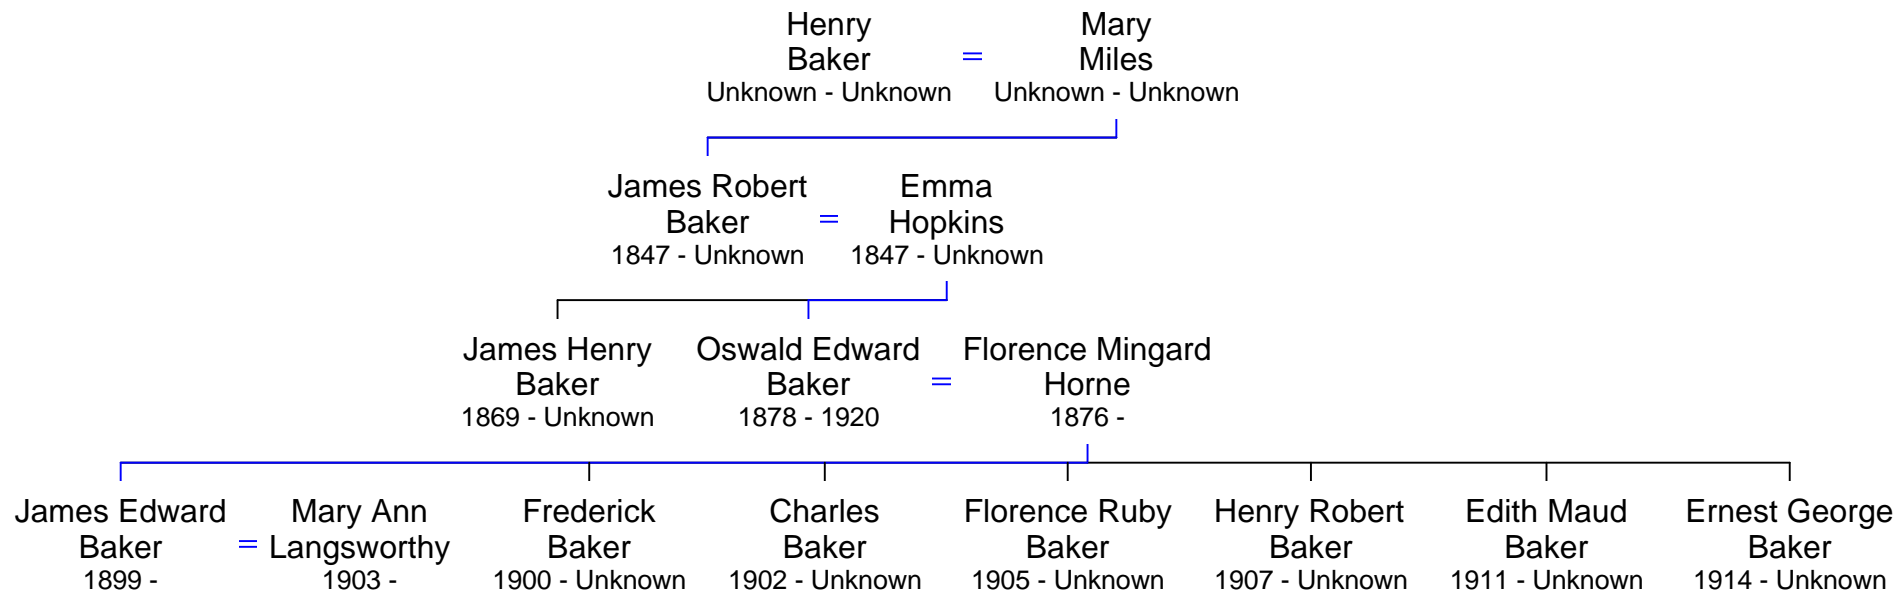 Henry Mary
Baker = Miles
Unknown - Unknown Unknown - Unknown
James Robert Emma
Baker = Hopkins
1847 - Unknown 1847 - Unknown
James Henry Oswald Edward Florence Mingard
Baker Baker = Horne
1869 - Unknown 1878 - 1920 1876 -
James Edward Mary Ann Frederick Charles Florence Ruby Henry Robert Edith Maud Ernest George
Baker = Langsworthy Baker Baker Baker Baker Baker Baker
1899 - 1903 - 1900 - Unknown 1902 - Unknown 1905 - Unknown 1907 - Unknown 1911 - Unknown 1914 - Unknown